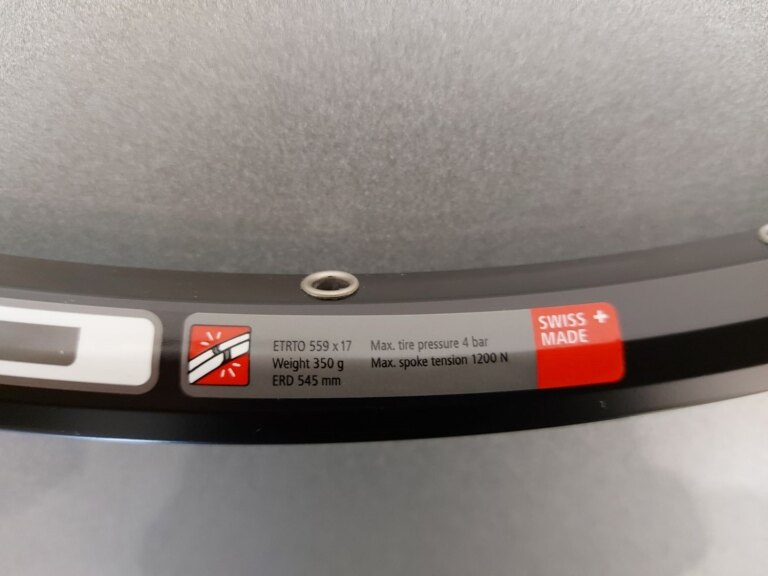 ETRTO 559 x 17
Weight 350 g
ERD 545 mm
Max. tire pressure 4 bar
Max. spoke tension 1200 N
SWISS
MADE